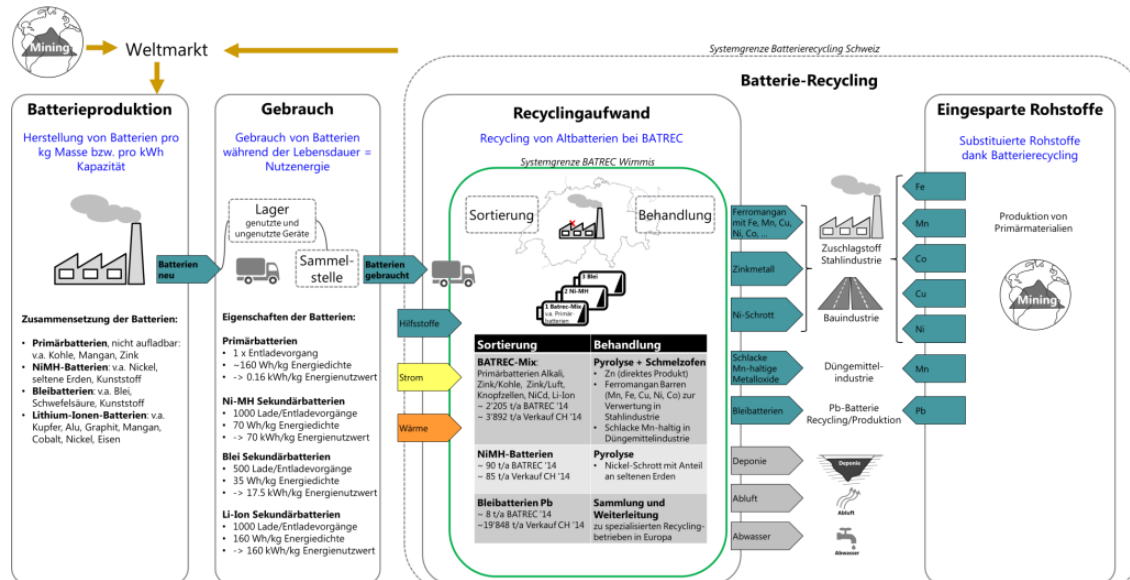 Mining
Weltmarkt
Systemgrenze Batterierecycling Schweiz
Batterie-Recycling
Batterieproduktion
Herstellung von Batterien pro
kg Masse bzw. pro kWh
Kapazität
Batterien
neu
Zusammensetzung der Batterien:
• Primärbatterien, nicht aufladbar:
v.a. Kohle, Mangan, Zink
• NiMH-Batterien: v.a. Nickel,
seltene Erden, Kunststoff
• Bleibatterien: v.a. Blei,
Schwefelsäure, Kunststoff
• Lithium-Ionen-Batterien: v.a.
Kupfer, Alu, Graphit, Mangan,
Cobalt, Nickel, Eisen
Gebrauch
Gebrauch von Batterien
während der Lebensdauer =
Nutzenergie
Lager
genutzte und
ungenutzte Geräte
Sammel-
stelle
Batterien
gebraucht
Eigenschaften der Batterien:
Primärbatterien
• 1 x Entladevorgang
• ~160 Wh/kg Energiedichte
• -> 0.16 kWh/kg Energienutzwert
Ni-MH Sekundärbatterien
• 1000 Lade/Entladevorgänge
• 70 Wh/kg Energiedichte
• -> 70 kWh/kg Energienutzwert
Blei Sekundärbatterien
• 500 Lade/Entladevorgänge
• 35 Wh/kg Energiedichte
• -> 17.5 kWh/kg Energienutzwert
Li-Ion Sekundärbatterien
• 1000 Lade/Entladevorgänge
• 160 Wh/kg Energiedichte
• -> 160 kWh/kg Energienutzwert
Recyclingaufwand
Recycling von Altbatterien bei BATREC
Systemgrenze BATREC Wimmis
Sortierung
Behandlung
3 Blei
2 Ni-MH
1 Batrec-Mix
v.a. Primär-
batterien
Hilfsstoffe
Strom
Wärme
Sortierung
Behandlung
BATREC-Mix:
Primärbatterien Alkali,
Zink/Kohle, Zink/Luft,
Knopfzellen, NiCd, Li-Ion
~ 2'205 t/a BATREC '14
~ 3'892 t/a Verkauf CH '14
Pyrolyse + Schmelzofen
• Zn (direktes Produkt)
• Ferromangan Barren
(Mn, Fe, Cu, Ni, Co) zur
Verwertung in
Stahlindustrie
• Schlacke Mn-haltig in
Düngemittelindustrie
NiMH-Batterien
~ 90 t/a BATREC '14
~ 85 t/a Verkauf CH '14
Pyrolyse
• Nickel-Schrott mit Anteil
an seltenen Erden
Bleibatterien Pb
~ 8 t/a BATREC '14
~19'848 t/a Verkauf CH '14
Sammlung und
Weiterleitung
zu spezialisierten Recycling-
betrieben in Europa
Ferromangan
mit Fe, Mn, Cu,
Ni, Co, ...
Zinkmetall
Ni-Schrott
Schlacke
Mn-haltige
Metalloxide
Bleibatterien
Deponie
Abluft
Abwasser
Zuschlagstoff
Stahlindustrie
Bauindustrie
Düngemittel-
industrie
Pb-Batterie
Recycling/Produktion
Deponie
Abluft
Abwasser
Eingesparte Rohstoffe
Substituierte Rohstoffe
dank Batterierecycling
Fe
Mn
Co
Cu
Ni
Mn
Pb
Produktion von
Primärmaterialien
Mining